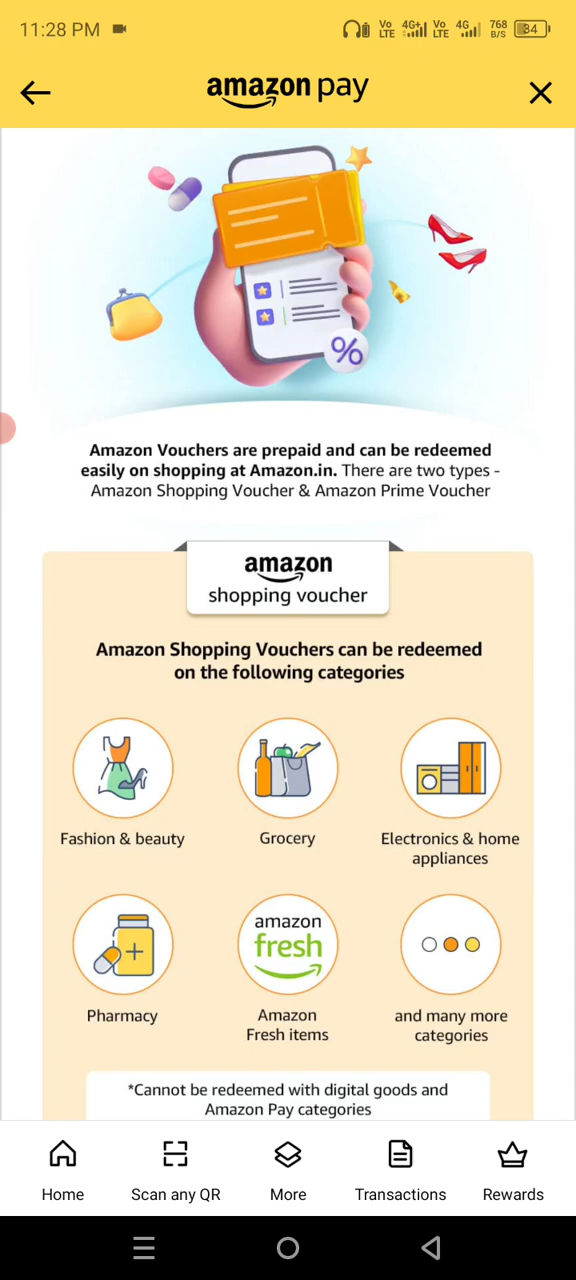 11:28 PM
Vo LTE 4G+ Vo LTE 4G 768 B/S 84
amazon pay
%
Amazon Vouchers are prepaid and can be redeemed
easily on shopping at Amazon.in. There are two types -
Amazon Shopping Voucher & Amazon Prime Voucher
amazon
shopping voucher
Amazon Shopping Vouchers can be redeemed
on the following categories
Fashion & beauty
Grocery
Electronics & home
appliances
amazon
fresh
Pharmacy
Amazon
Fresh items
and many more
categories
*Cannot be redeemed with digital goods and
Amazon Pay categories
Home
Scan any QR
More
Transactions
Rewards